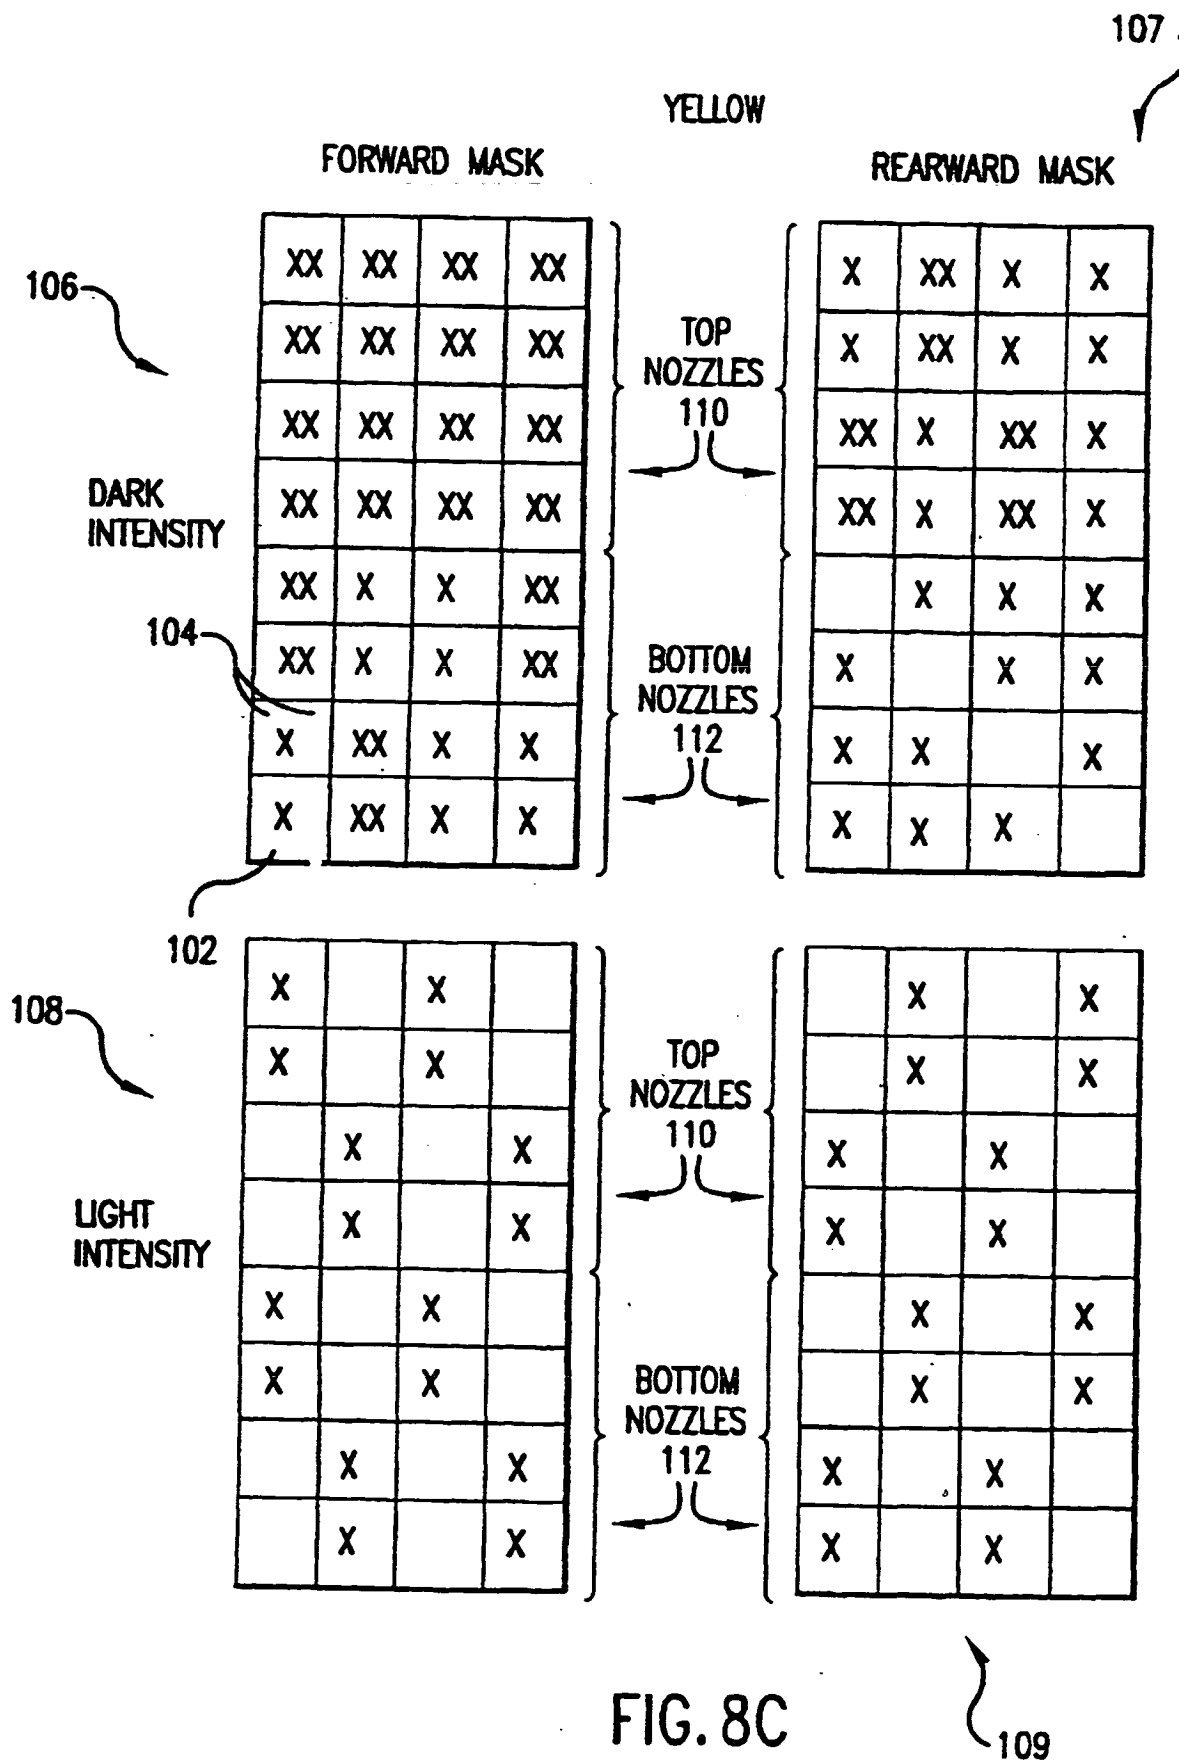 107
YELLOW
FORWARD MASK
REARWARD MASK
XX XX XX XX
XX XX XX XX
XX XX XX XX
XX XX XX XX
XX X X XX
XX X X XX
X XX X X
X XX X X
106
DARK
INTENSITY
104
102
TOP
NOZZLES
110
BOTTOM
NOZZLES
112
X XX X X
X XX X X
XX X XX X
XX X XX X
X X X
X X X
X X X
X X X
108
LIGHT
INTENSITY
X X
X X
X X
X X
X X
X X
X X
X X
TOP
NOZZLES
110
BOTTOM
NOZZLES
112
X X
X X
X X
X X
X X
X X
X X
X X
FIG. 8C
109